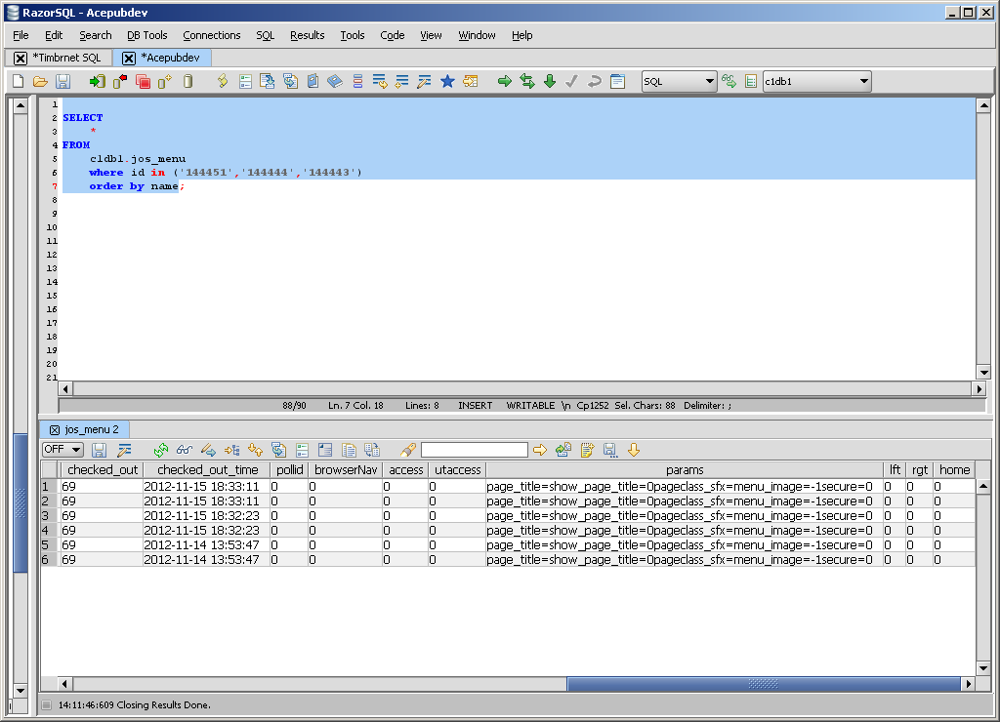 RazorSQL - Acepubdev
File Edit Search DB Tools Connections SQL Results Tools Code View Window Help
*Timbrnet SQL *Acepubdev
SQL c1db1
1
2 SELECT
3 *
4 FROM
5 c1db1.jos_menu
6 where id in ('144451','144444','144443')
7 order by name;
8
9
10
11
12
13
14
15
16
17
18
19
20
21
88/90 Ln. 7 Col. 18 Lines: 8 INSERT WRITABLE \n Cp1252 Sel. Chars: 88 Delimiter: ;
jos_menu 2
OFF
checked_out checked_out_time pollid browserNav access utaccess params lft rgt home
1 69 2012-11-15 18:33:11 0 0 0 0 page_title=show_page_title=0pageclass_sfx=menu_image=-1secure=0 0 0 0
2 69 2012-11-15 18:33:11 0 0 0 0 page_title=show_page_title=0pageclass_sfx=menu_image=-1secure=0 0 0 0
3 69 2012-11-15 18:32:23 0 0 0 0 page_title=show_page_title=0pageclass_sfx=menu_image=-1secure=0 0 0 0
4 69 2012-11-15 18:32:23 0 0 0 0 page_title=show_page_title=0pageclass_sfx=menu_image=-1secure=0 0 0 0
5 69 2012-11-14 13:53:47 0 0 0 0 page_title=show_page_title=0pageclass_sfx=menu_image=-1secure=0 0 0 0
6 69 2012-11-14 13:53:47 0 0 0 0 page_title=show_page_title=0pageclass_sfx=menu_image=-1secure=0 0 0 0
14:11:46:609 Closing Results Done.